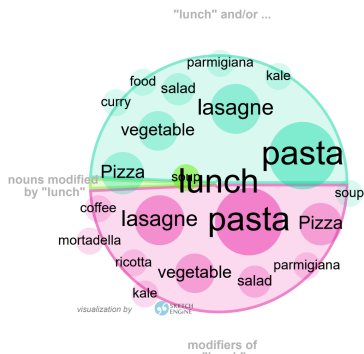 "lunch" and/or ...
parmigiana
kale
food
salad
curry
lasagne
vegetable
pasta
Pizza
soup
lunch
nouns modified
by "lunch"
soup
coffee
lasagne
pasta
Pizza
mortadella
ricotta
parmigiana
vegetable
salad
kale
visualization by
SKETCH
ENGINE
modifiers of
"lunch"